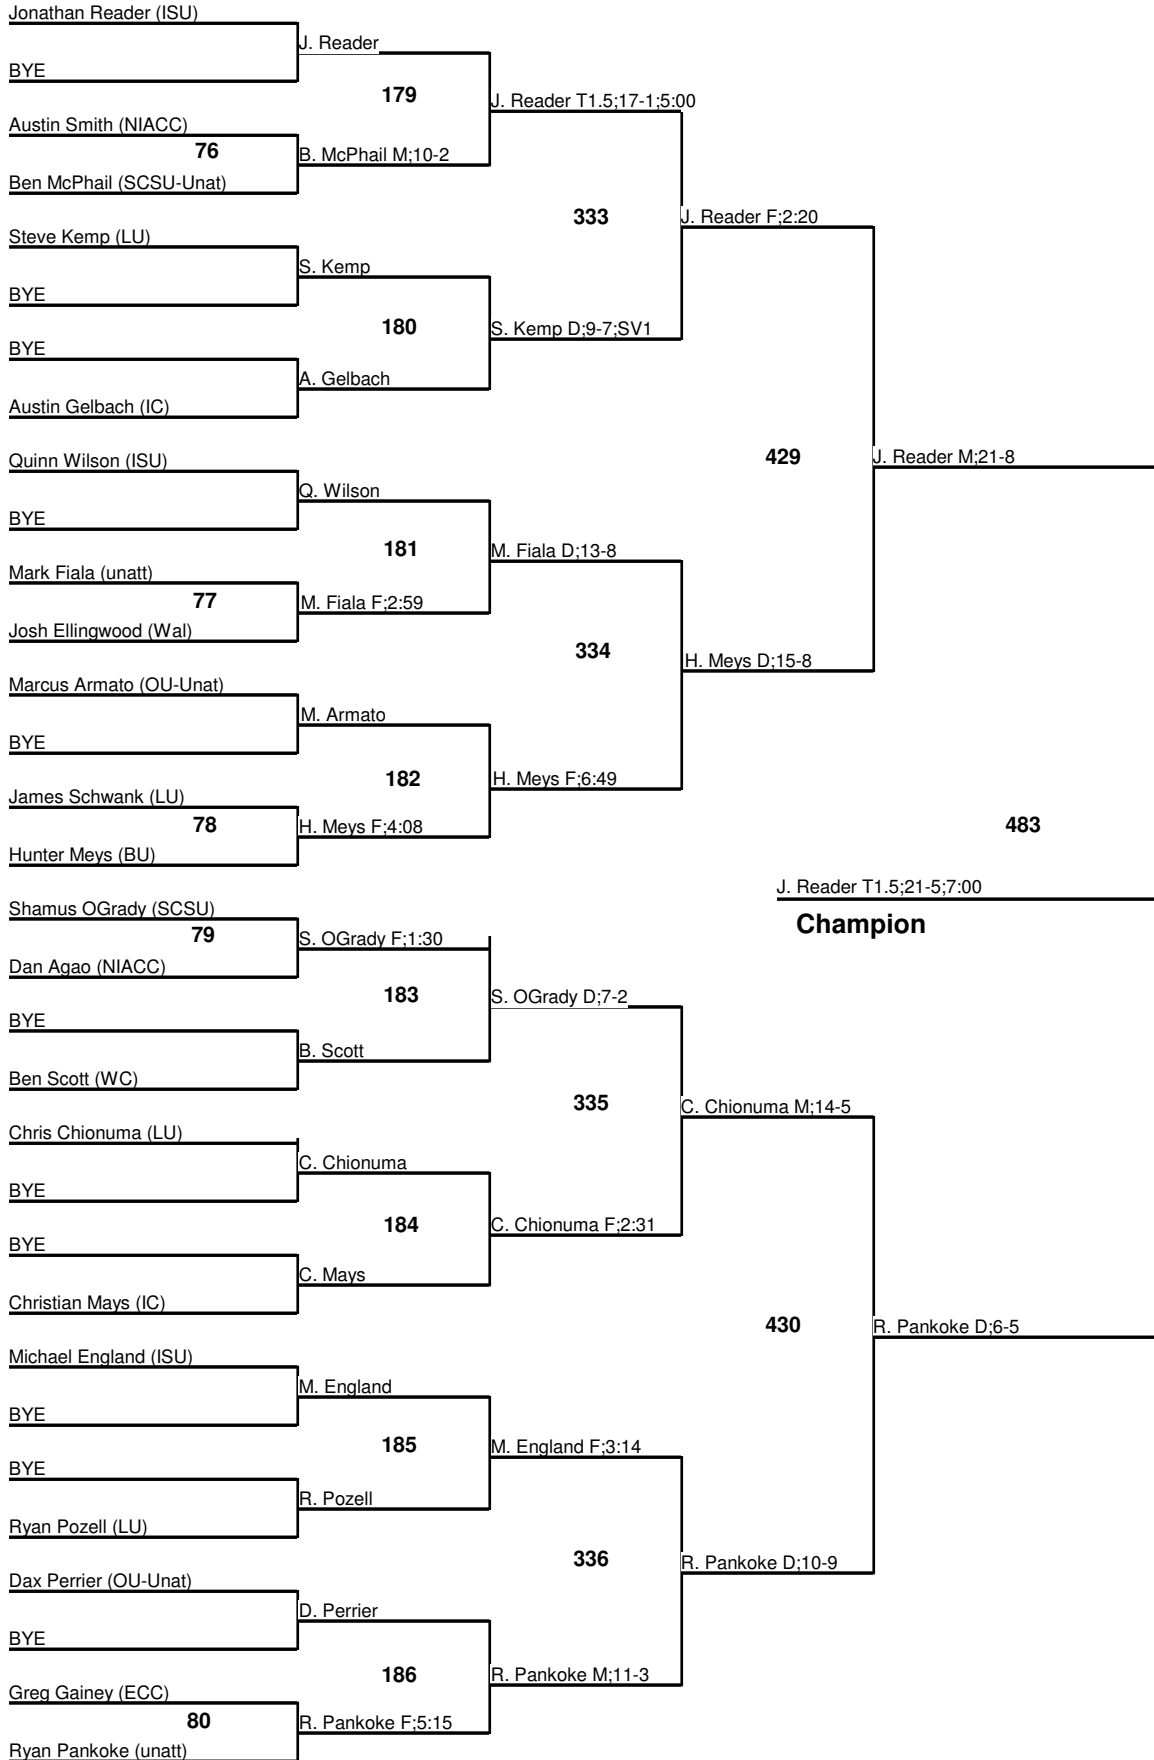 Jonathan Reader (ISU)
J. Reader
BYE
179
J. Reader T1.5;17-1;5:00
Austin Smith (NIACC)
76
B. McPhail M;10-2
Ben McPhail (SCSU-Unat)
333
J. Reader F;2:20
Steve Kemp (LU)
S. Kemp
BYE
180
S. Kemp D;9-7;SV1
BYE
A. Gelbach
Austin Gelbach (IC)
429
J. Reader M;21-8
Quinn Wilson (ISU)
Q. Wilson
BYE
181
M. Fiala D;13-8
Mark Fiala (unatt)
77
M. Fiala F;2:59
Josh Ellingwood (Wal)
334
H. Meys D;15-8
Marcus Armato (OU-Unat)
M. Armato
BYE
182
H. Meys F;6:49
James Schwank (LU)
78
H. Meys F;4:08
483
Hunter Meys (BU)
J. Reader T1.5;21-5;7:00
Champion
Shamus OGrady (SCSU)
79
S. OGrady F;1:30
Dan Agao (NIACC)
183
S. OGrady D;7-2
BYE
B. Scott
Ben Scott (WC)
335
C. Chionuma M;14-5
Chris Chionuma (LU)
C. Chionuma
BYE
184
C. Chionuma F;2:31
BYE
C. Mays
Christian Mays (IC)
430
R. Pankoke D;6-5
Michael England (ISU)
M. England
BYE
185
M. England F;3:14
BYE
R. Pozell
Ryan Pozell (LU)
336
R. Pankoke D;10-9
Dax Perrier (OU-Unat)
D. Perrier
BYE
186
R. Pankoke M;11-3
Greg Gainey (ECC)
80
R. Pankoke F;5:15
Ryan Pankoke (unatt)